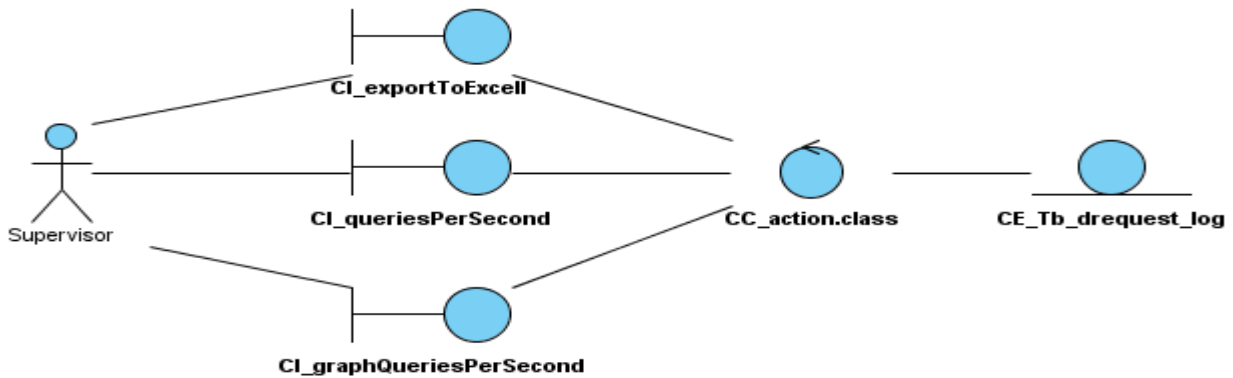 CI_exportToExcell
Supervisor
CI_queriesPerSecond
CC_action.class
CE_Tb_drequest_log
CI_graphQueriesPerSecond